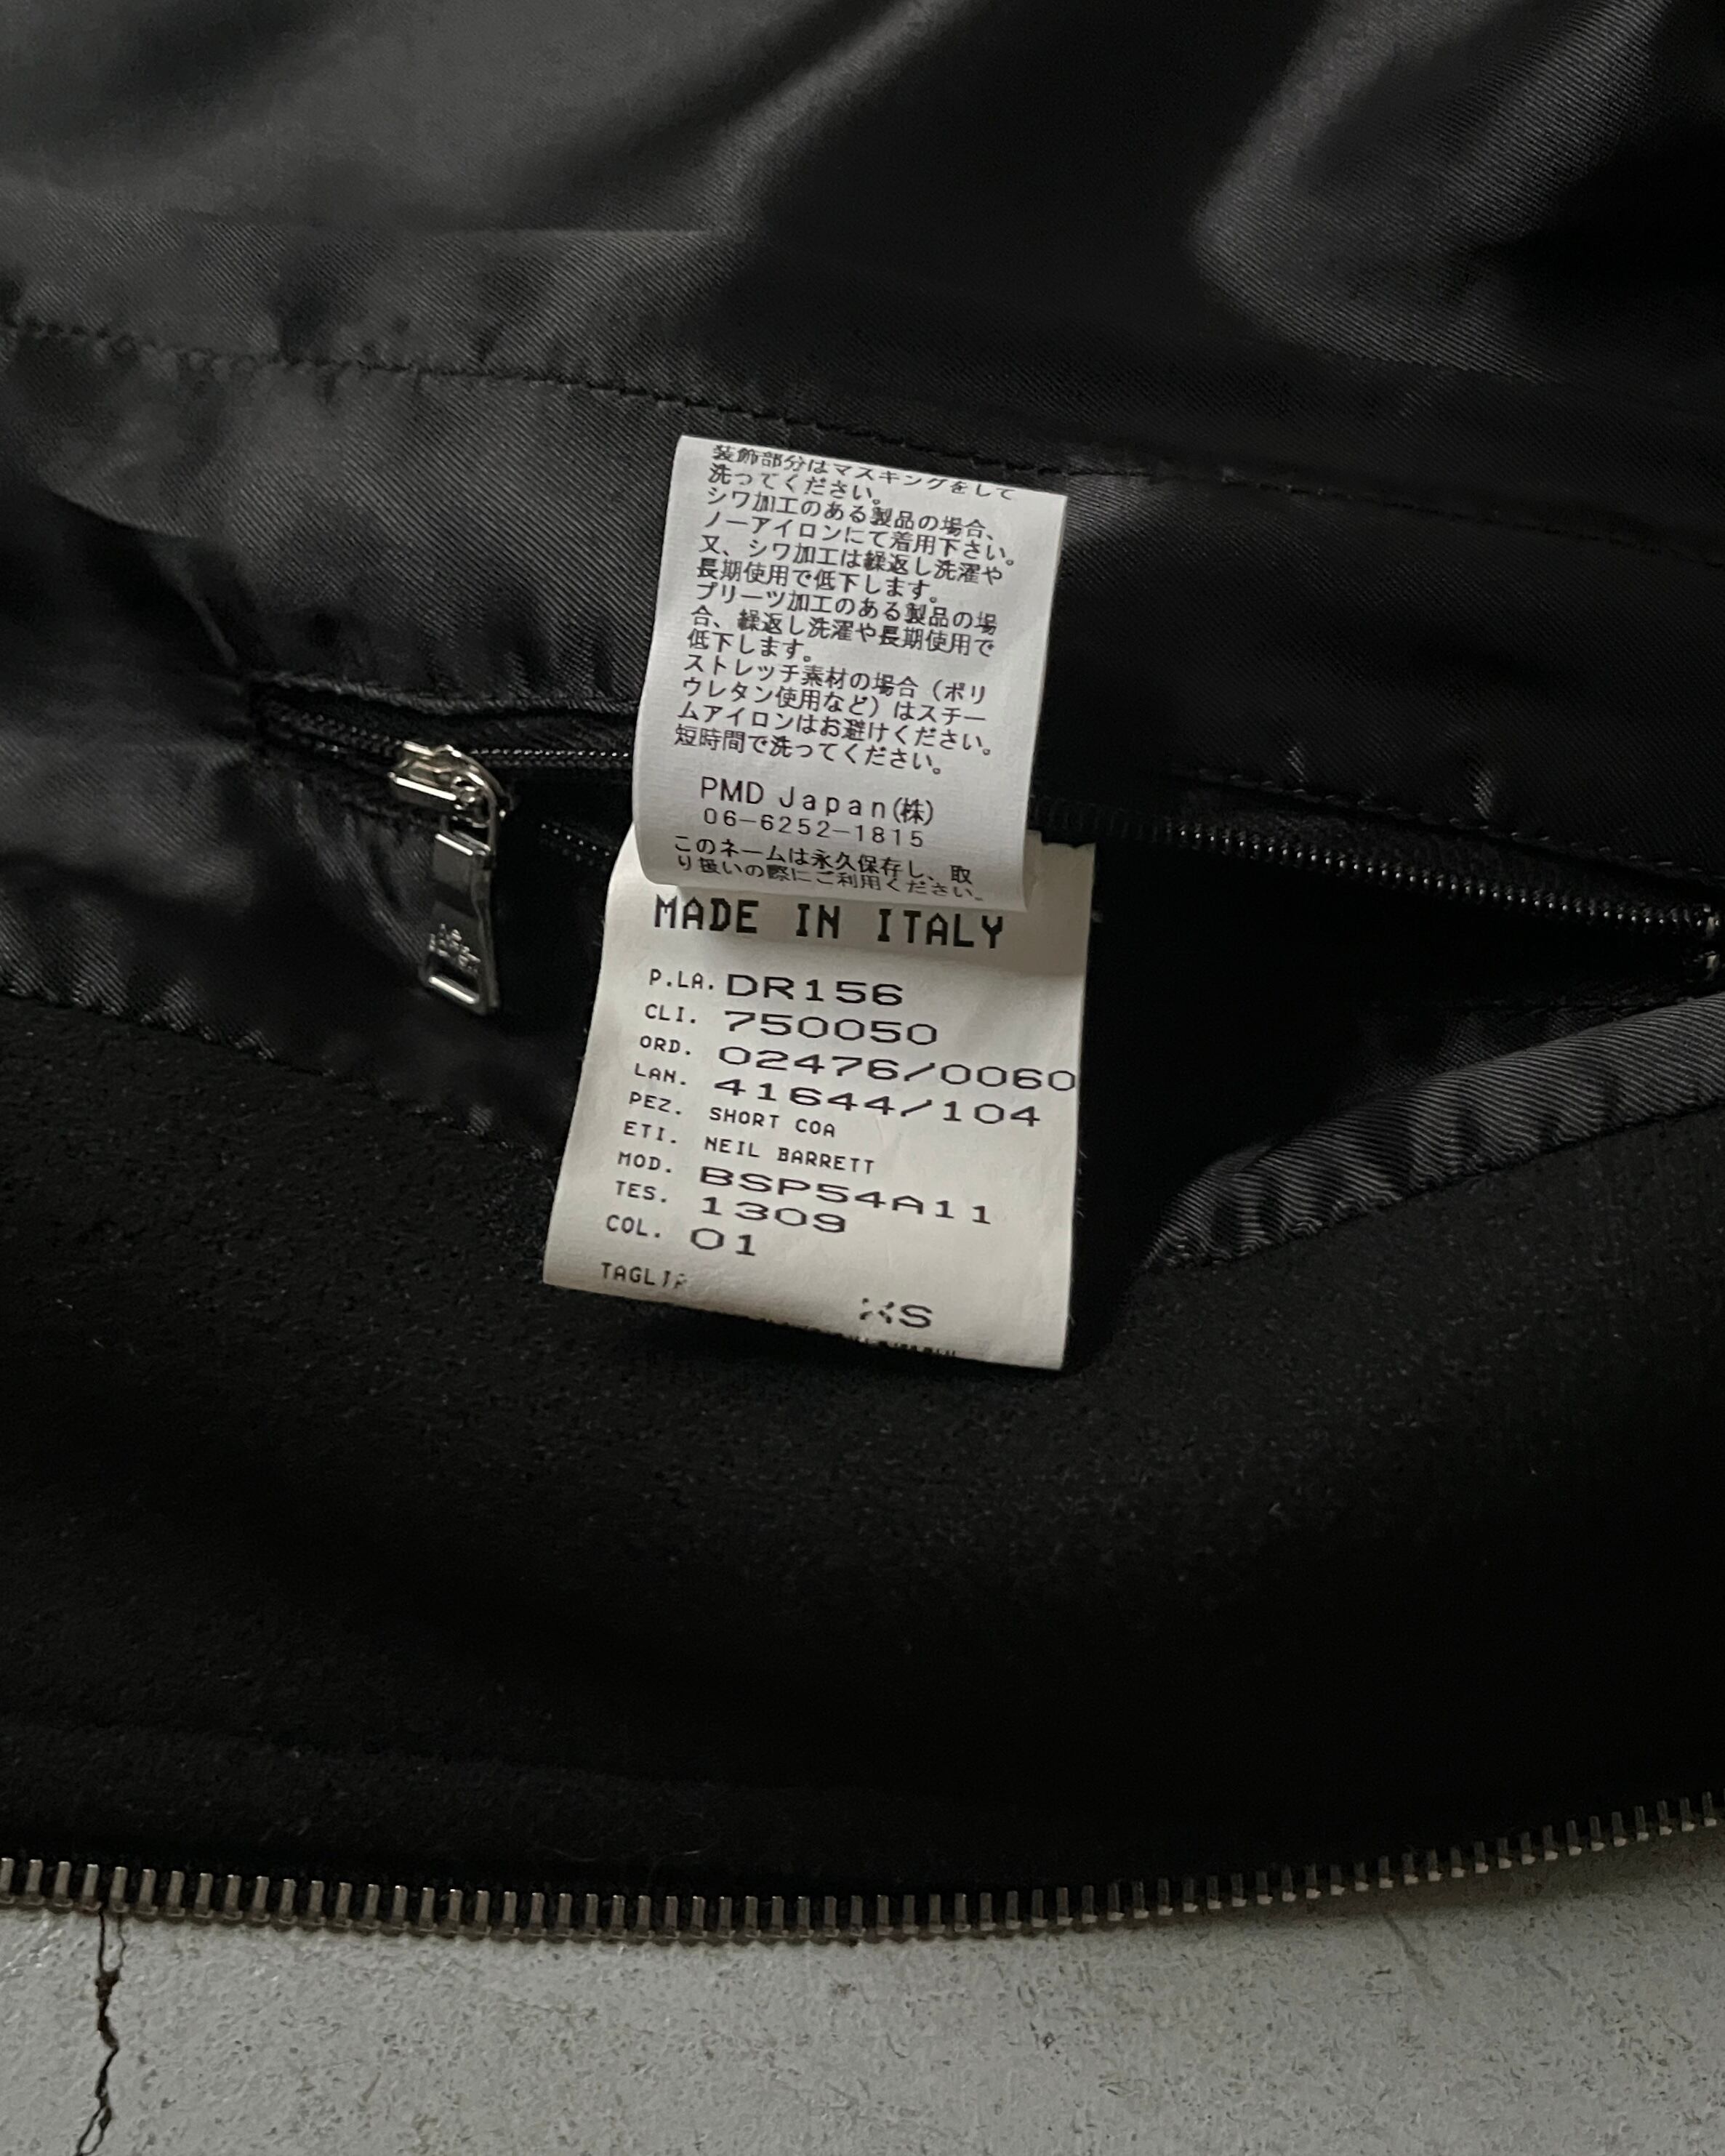 装飾部分はマスキングをして
洗ってください。
シワ加工のある製品の場合、
ノーアイロンにて着用下さい。
又、シワ加工は繰返し洗濯や
長期使用で低下します。
プリーツ加工のある製品の場
合、繰返し洗濯や長期使用で
低下します。
ストレッチ素材の場合（ポリ
ウレタン使用など）はスチー
ムアイロンはお避けください。
短時間で洗ってください。
PMD Japan(株)
06-6252-1815
このネームは永久保存し、取
り扱いの際にご利用ください。
MADE IN ITALY
P.LA. DR156
CLI. 750050
ORD. 02476/0060
LAN. 41644/104
PEZ. SHORT COA
ETI. NEIL BARRETT
MOD. BSP54A11
TES. 1309
COL. 01
TAGLIA
XS